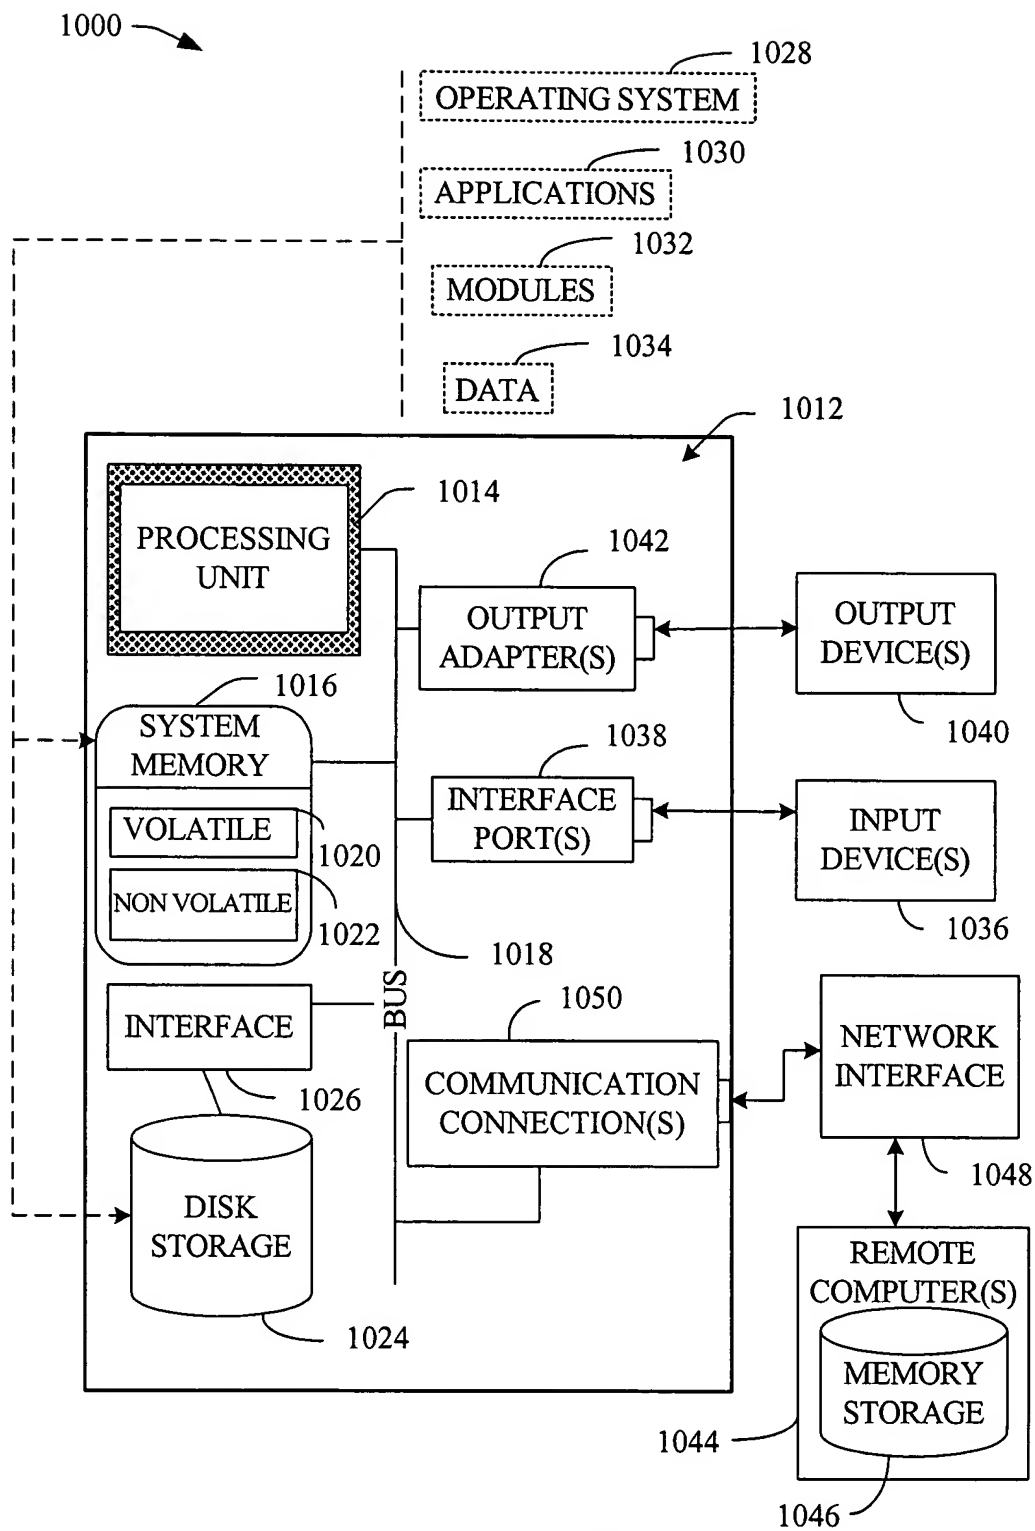 1000
1028
OPERATING SYSTEM
1030
APPLICATIONS
1032
MODULES
1034
DATA
1012
1014
PROCESSING
UNIT
1042
OUTPUT
ADAPTER(S)
OUTPUT
DEVICE(S)
1040
1016
SYSTEM
MEMORY
1038
INTERFACE
PORT(S)
INPUT
DEVICE(S)
1036
VOLATILE
1020
NON VOLATILE
1022
1018
BUS
INTERFACE
1026
1050
COMMUNICATION
CONNECTION(S)
NETWORK
INTERFACE
1048
DISK
STORAGE
1024
REMOTE
COMPUTER(S)
MEMORY
STORAGE
1044
1046